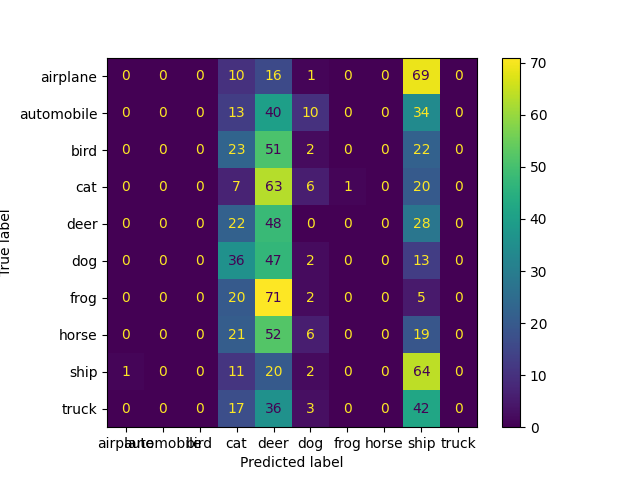 airplane 0 0 0 10 16 1 0 0 69 0
automobile 0 0 0 13 40 10 0 0 34 0
bird 0 0 0 23 51 2 0 0 22 0
cat 0 0 0 7 63 6 1 0 20 0
deer 0 0 0 22 48 0 0 0 28 0
dog 0 0 0 36 47 2 0 0 13 0
frog 0 0 0 20 71 2 0 0 5 0
horse 0 0 0 21 52 6 0 0 19 0
ship 1 0 0 11 20 2 0 0 64 0
truck 0 0 0 17 36 3 0 0 42 0
airplane automobile bird cat deer dog frog horse ship truck
Predicted label
True label
70
60
50
40
30
20
10
0